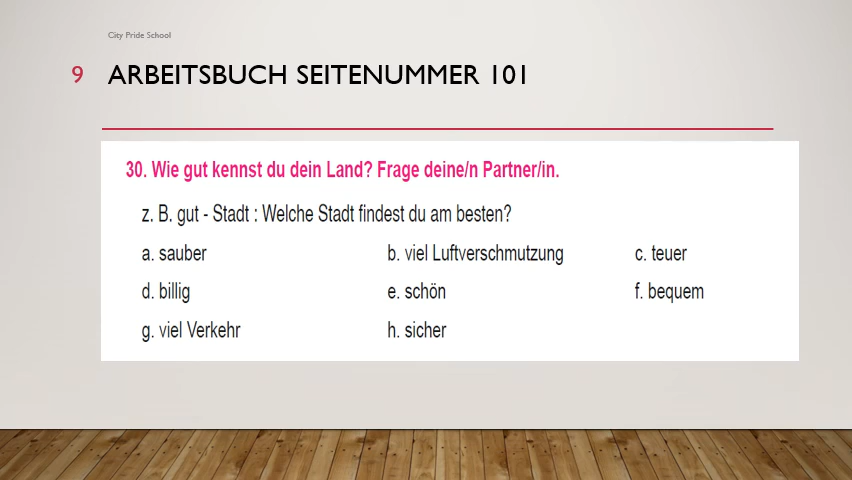 City Pride School
9 ARBEITSBUCH SEITENUMMER 101
30. Wie gut kennst du dein Land? Frage deine/n Partner/in.
z. B. gut - Stadt : Welche Stadt findest du am besten?
a. sauber b. viel Luftverschmutzung c. teuer
d. billig e. schön f. bequem
g. viel Verkehr h. sicher